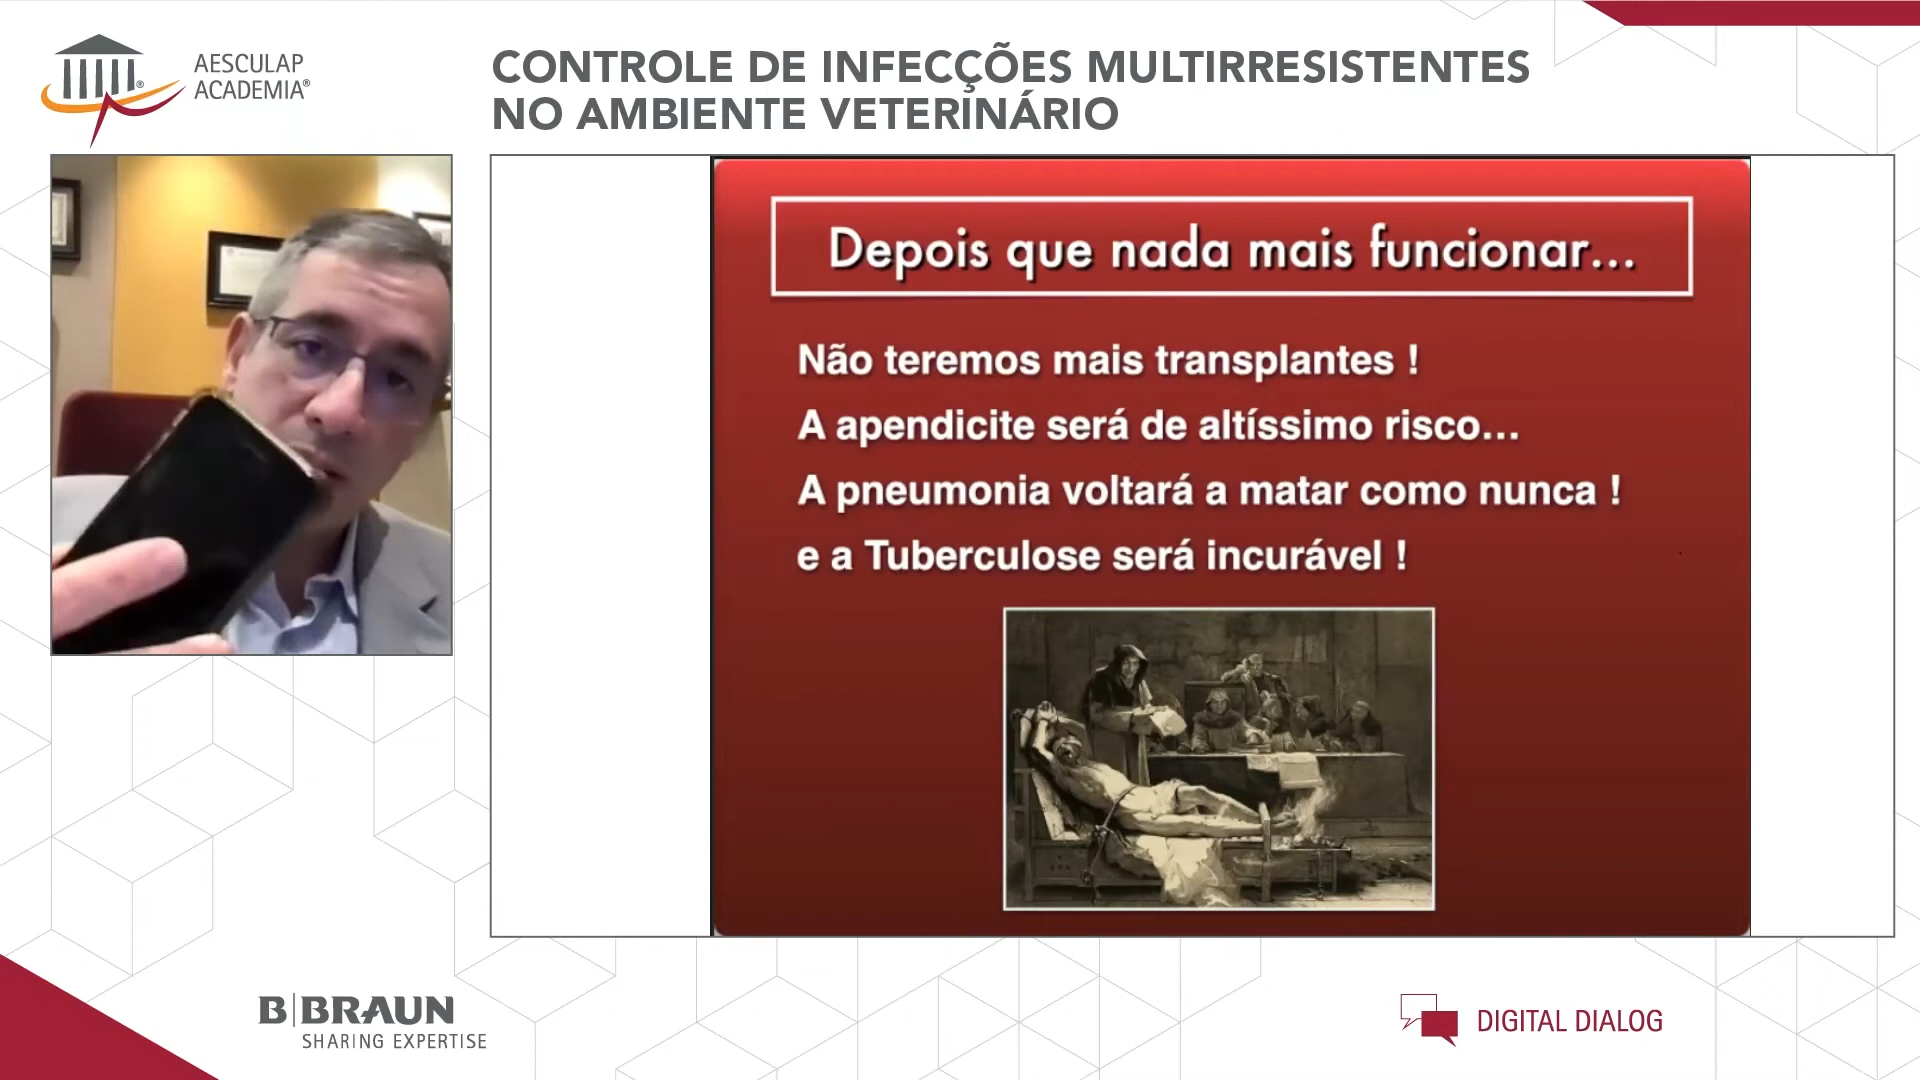 AESCULAP
ACADEMIA®
CONTROLE DE INFECÇÕES MULTIRRESISTENTES
NO AMBIENTE VETERINÁRIO
Depois que nada mais funcionar...
Não teremos mais transplantes !
A apendicite será de altíssimo risco...
A pneumonia voltará a matar como nunca !
e a Tuberculose será incurável !
B|BRAUN
SHARING EXPERTISE
DIGITAL DIALOG